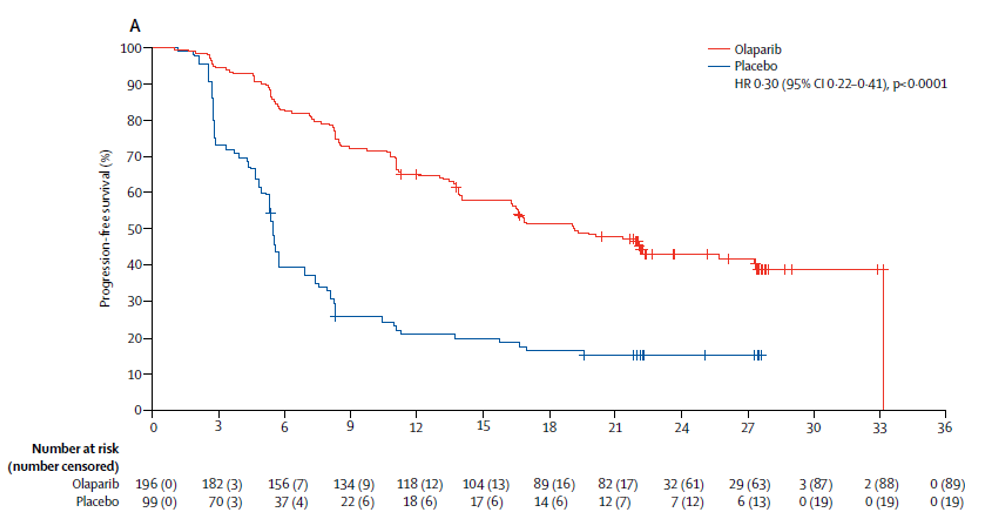 A
Olaparib
Placebo
HR 0·30 (95% CI 0·22–0·41), p<0·0001
Progression-free survival (%)
100
90
80
70
60
50
40
30
20
10
0
0 3 6 9 12 15 18 21 24 27 30 33 36
Number at risk
(number censored)
Olaparib 196 (0) 182 (3) 156 (7) 134 (9) 118 (12) 104 (13) 89 (16) 82 (17) 32 (61) 29 (63) 3 (87) 2 (88) 0 (89)
Placebo 99 (0) 70 (3) 37 (4) 22 (6) 18 (6) 17 (6) 14 (6) 12 (7) 7 (12) 6 (13) 0 (19) 0 (19) 0 (19)